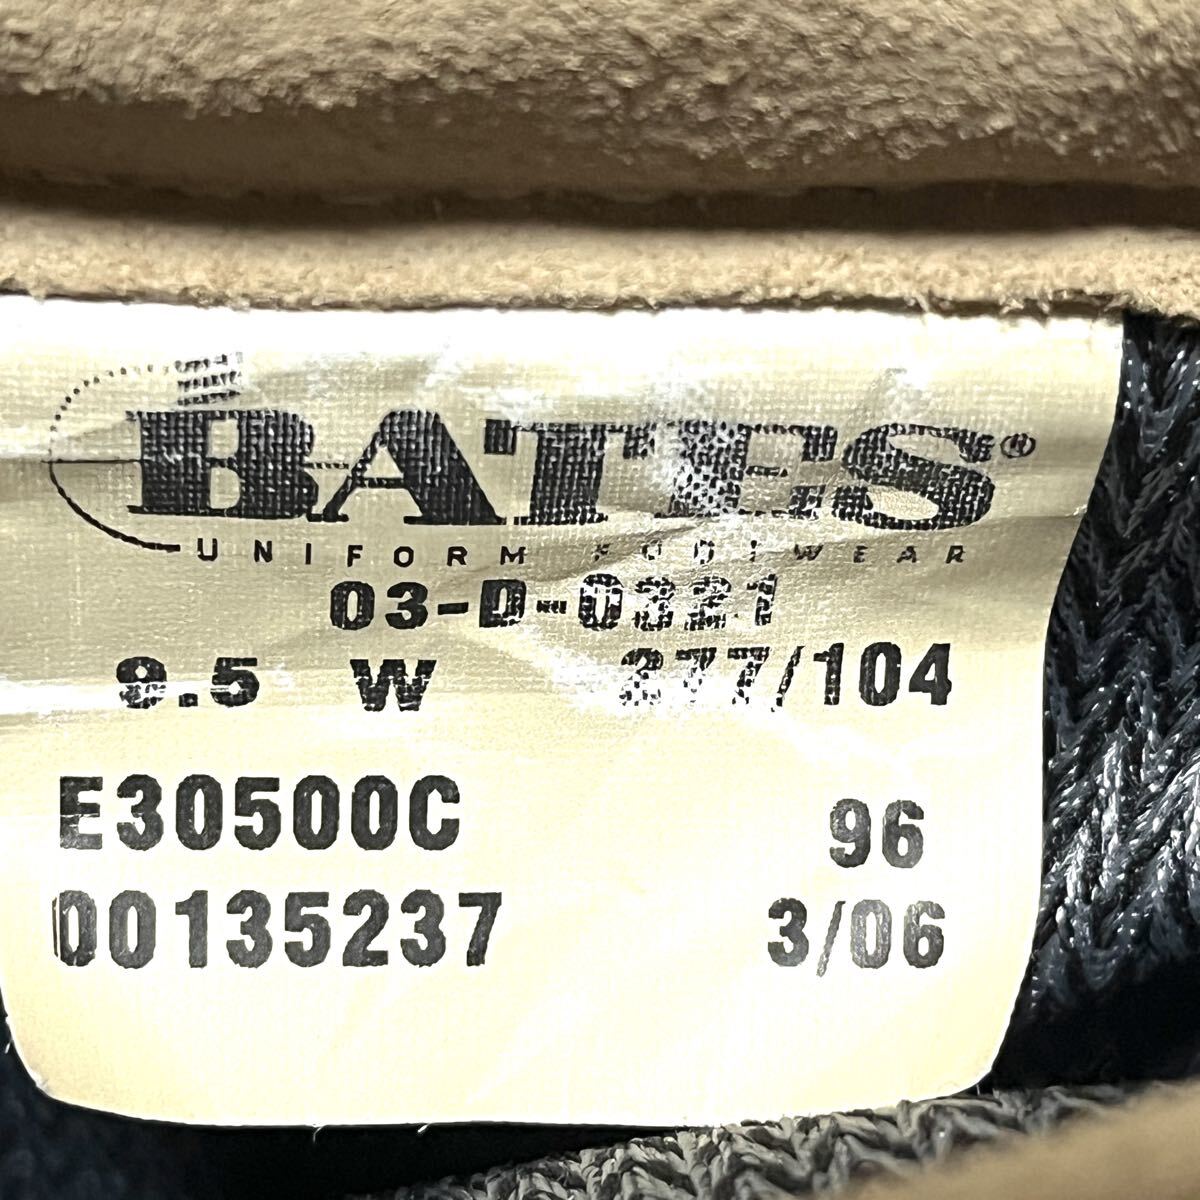 BATES®
UNIFORM FOOTWEAR
03-D-0321
9.5 W 277/104
E30500C 96
00135237 3/06